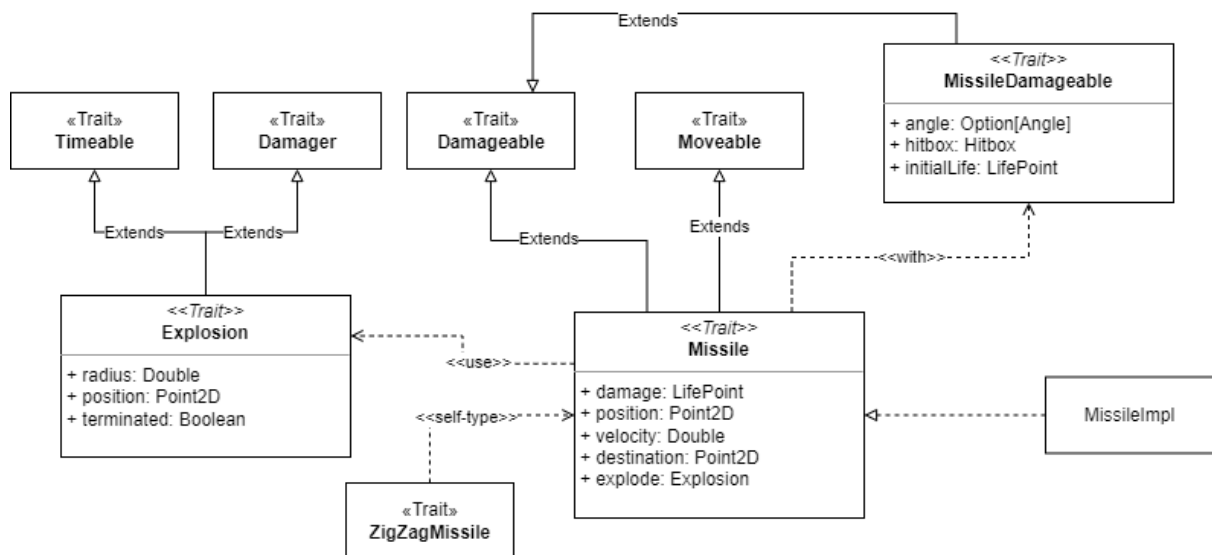 Extends
<<Trait>>
MissileDamageable
+ angle: Option[Angle]
+ hitbox: Hitbox
+ initialLife: LifePoint
«Trait»
Timeable
«Trait»
Damager
«Trait»
Damageable
«Trait»
Moveable
Extends
Extends
Extends
Extends
<<with>>
<<Trait>>
Explosion
+ radius: Double
+ position: Point2D
+ terminated: Boolean
<<use>>
<<Trait>>
Missile
+ damage: LifePoint
+ position: Point2D
+ velocity: Double
+ destination: Point2D
+ explode: Explosion
<<self-type>>
MissileImpl
«Trait»
ZigZagMissile